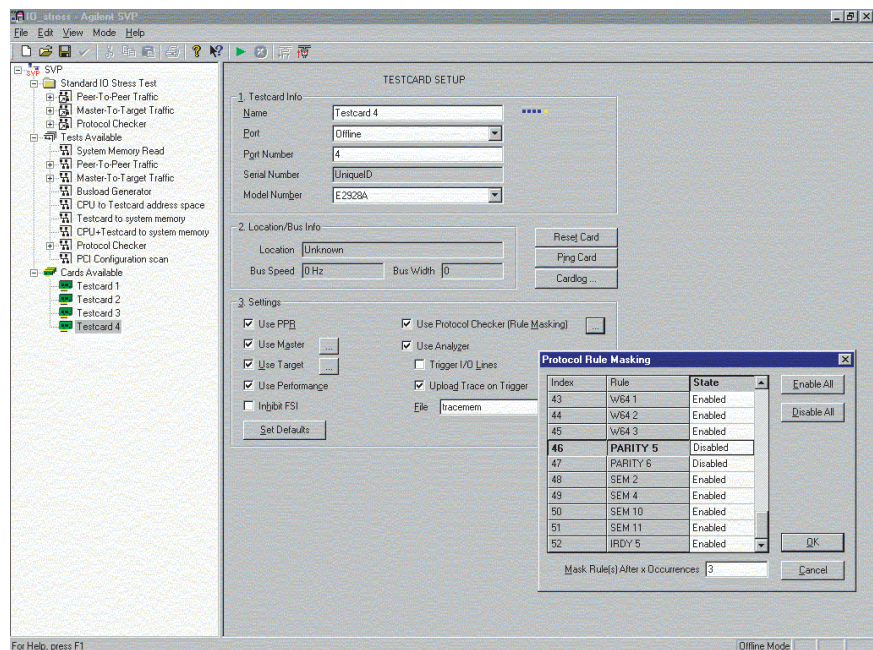 IO_stress - Agilent SVP
File Edit View Mode Help
SVP
Standard IO Stress Test
Peer-To-Peer Traffic
Master-To-Target Traffic
Protocol Checker
Tests Available
System Memory Read
Peer-To-Peer Traffic
Master-To-Target Traffic
Busload Generator
CPU to Testcard address space
Testcard to system memory
CPU+Testcard to system memory
Protocol Checker
PCI Configuration scan
Cards Available
Testcard 1
Testcard 2
Testcard 3
Testcard 4
TESTCARD SETUP
1. Testcard Info
Name Testcard 4
Port Offline
Port Number 4
Serial Number UniqueID
Model Number E2928A
2. Location/Bus Info
Location Unknown
Bus Speed 0 Hz Bus Width 0
Reset Card
Ping Card
Cardlog ...
3. Settings
Use PPR Use Protocol Checker (Rule Masking) ...
Use Master ... Use Analyzer
Use Target ... Trigger I/O Lines
Use Performance Upload Trace on Trigger
Inhibit FSI File tracemem
Set Defaults
Protocol Rule Masking
Index Rule State
43 W64 1 Enabled
44 W64 2 Enabled
45 W64 3 Enabled
46 PARITY 5 Disabled
47 PARITY 6 Disabled
48 SEM 2 Enabled
49 SEM 4 Enabled
50 SEM 10 Enabled
51 SEM 11 Enabled
52 IRDY 5 Enabled
Enable All
Disable All
OK
Mask Rule(s) After x Occurrences 3
Cancel
For Help, press F1
Offline Mode